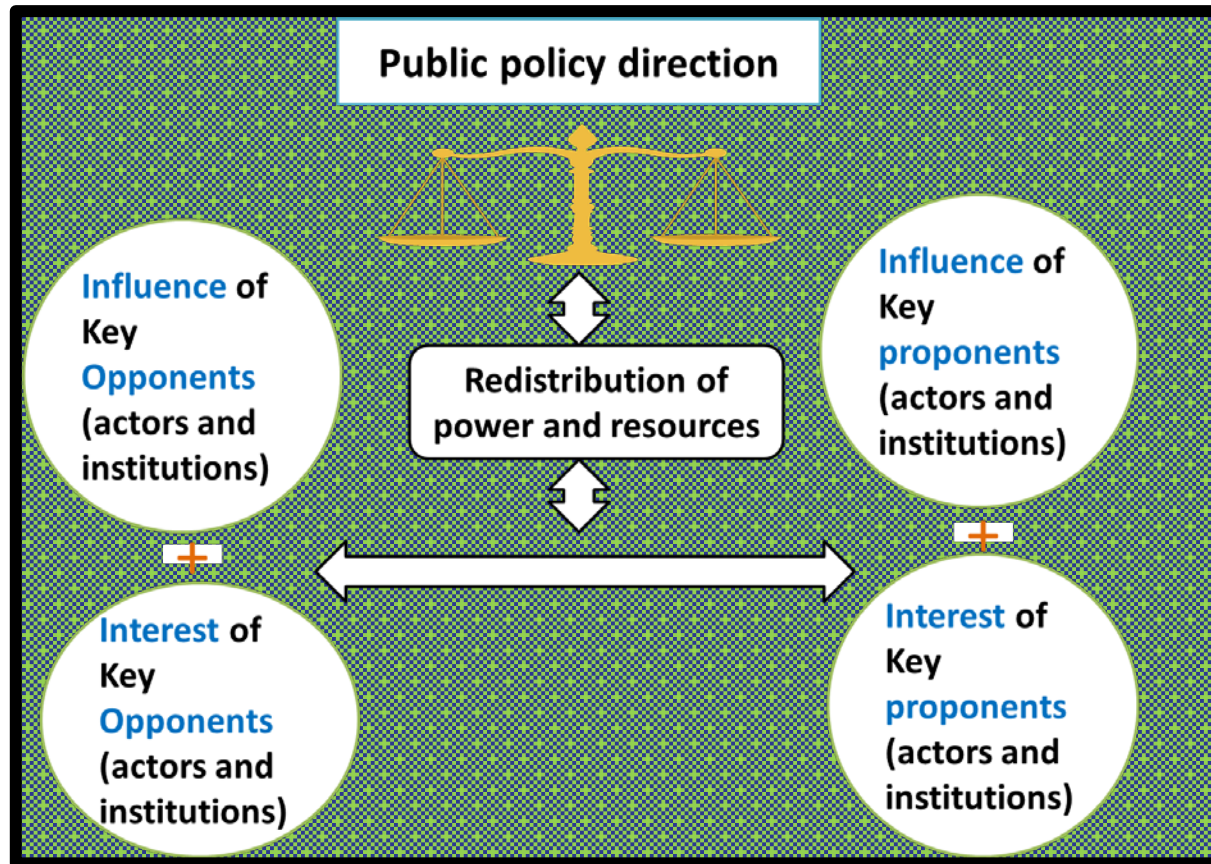 Public policy direction
Influence of
Key
Opponents
(actors and
institutions)
+
Interest of
Key
Opponents
(actors and
institutions)
Redistribution of
power and resources
Influence of
Key
proponents
(actors and
institutions)
+
Interest of
Key
proponents
(actors and
institutions)